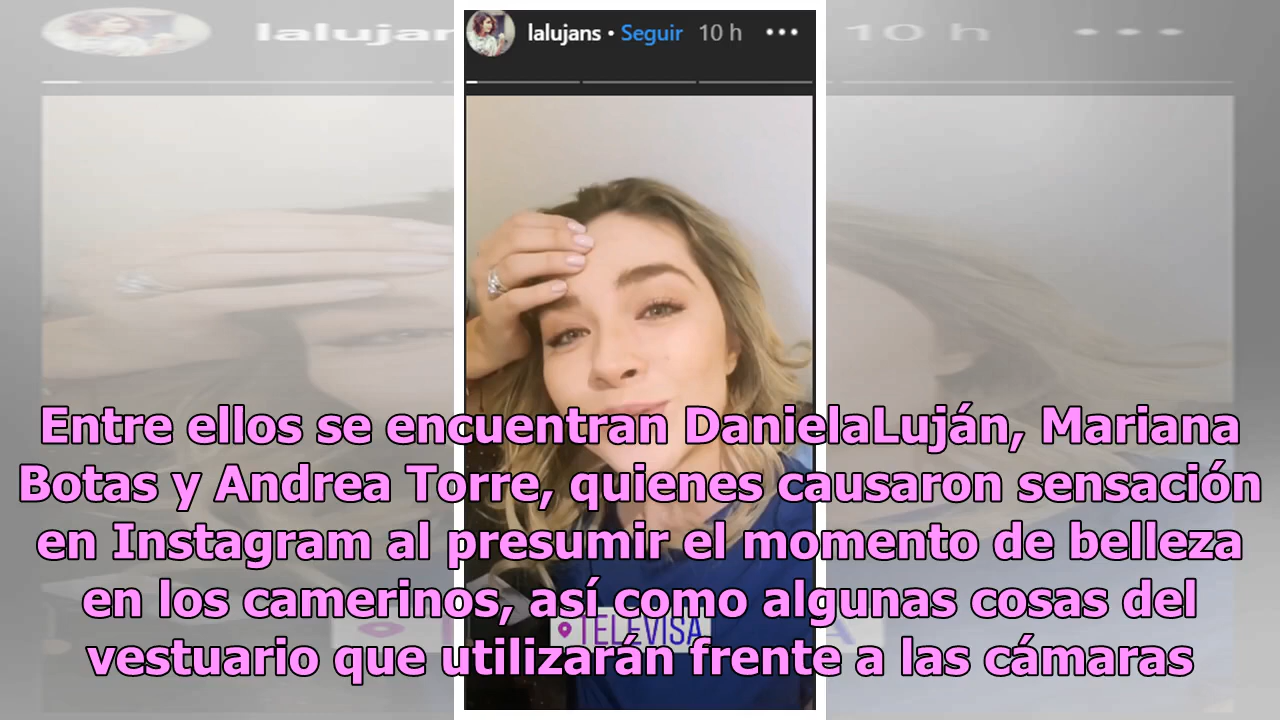 lalujans • Seguir 10 h
Entre ellos se encuentran DanielaLuján, Mariana
Botas y Andrea Torre, quienes causaron sensación
en Instagram al presumir el momento de belleza
en los camerinos, así como algunas cosas del
TELEVISA
vestuario que utilizarán frente a las cámaras